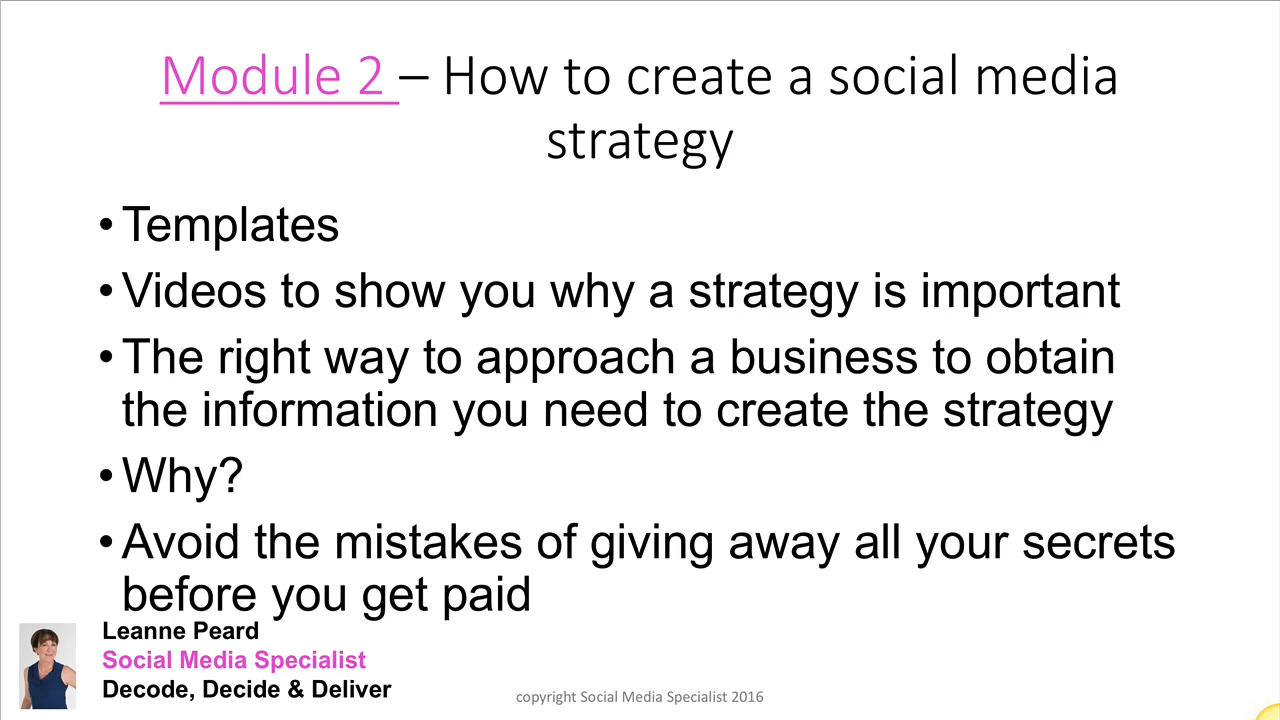 Module 2 – How to create a social media
strategy
• Templates
• Videos to show you why a strategy is important
• The right way to approach a business to obtain
the information you need to create the strategy
• Why?
• Avoid the mistakes of giving away all your secrets
before you get paid
Leanne Peard
Social Media Specialist
Decode, Decide & Deliver
copyright Social Media Specialist 2016